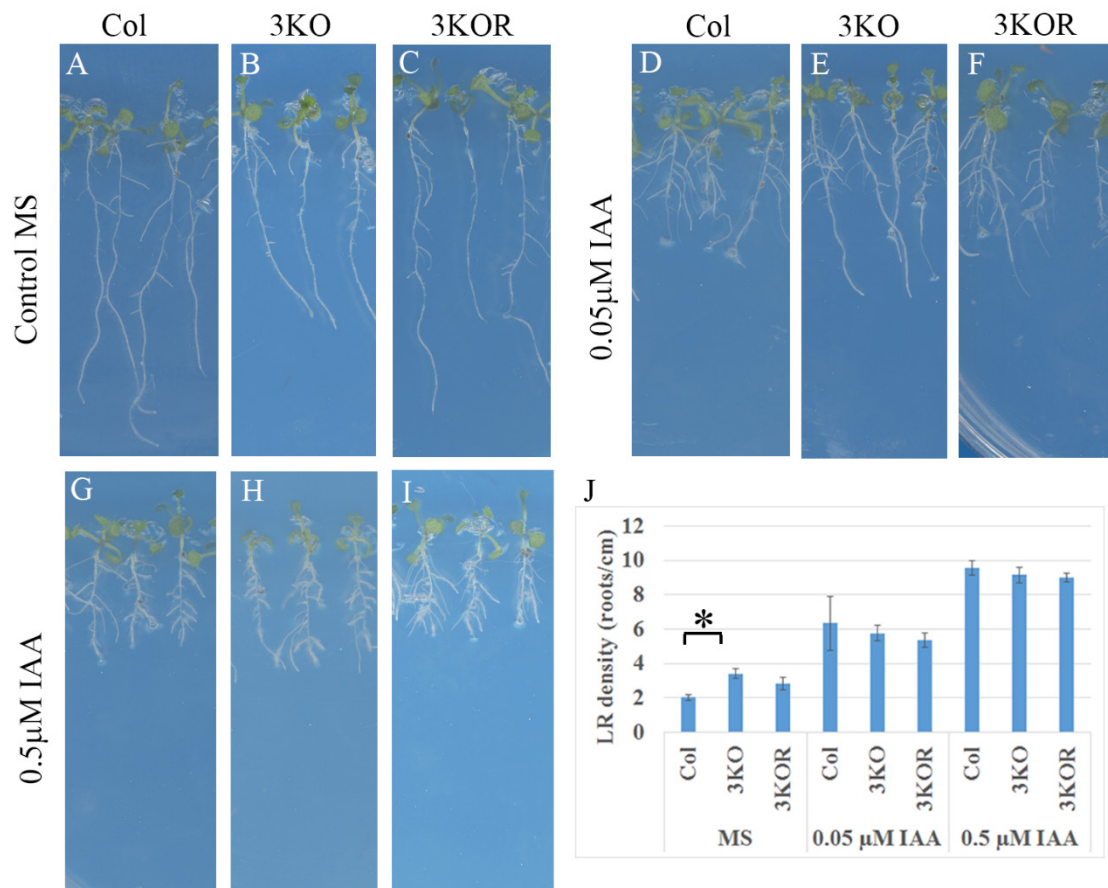 Col 3KO 3KOR Col 3KO 3KOR
A B C D E F
Control MS
0.05μM IAA
G H I J
0.5μM IAA
LR density (roots/cm)
12
10
8
6
4
2
0
*
Col 3KO 3KOR Col 3KO 3KOR Col 3KO 3KOR
MS 0.05 μM IAA 0.5 μM IAA